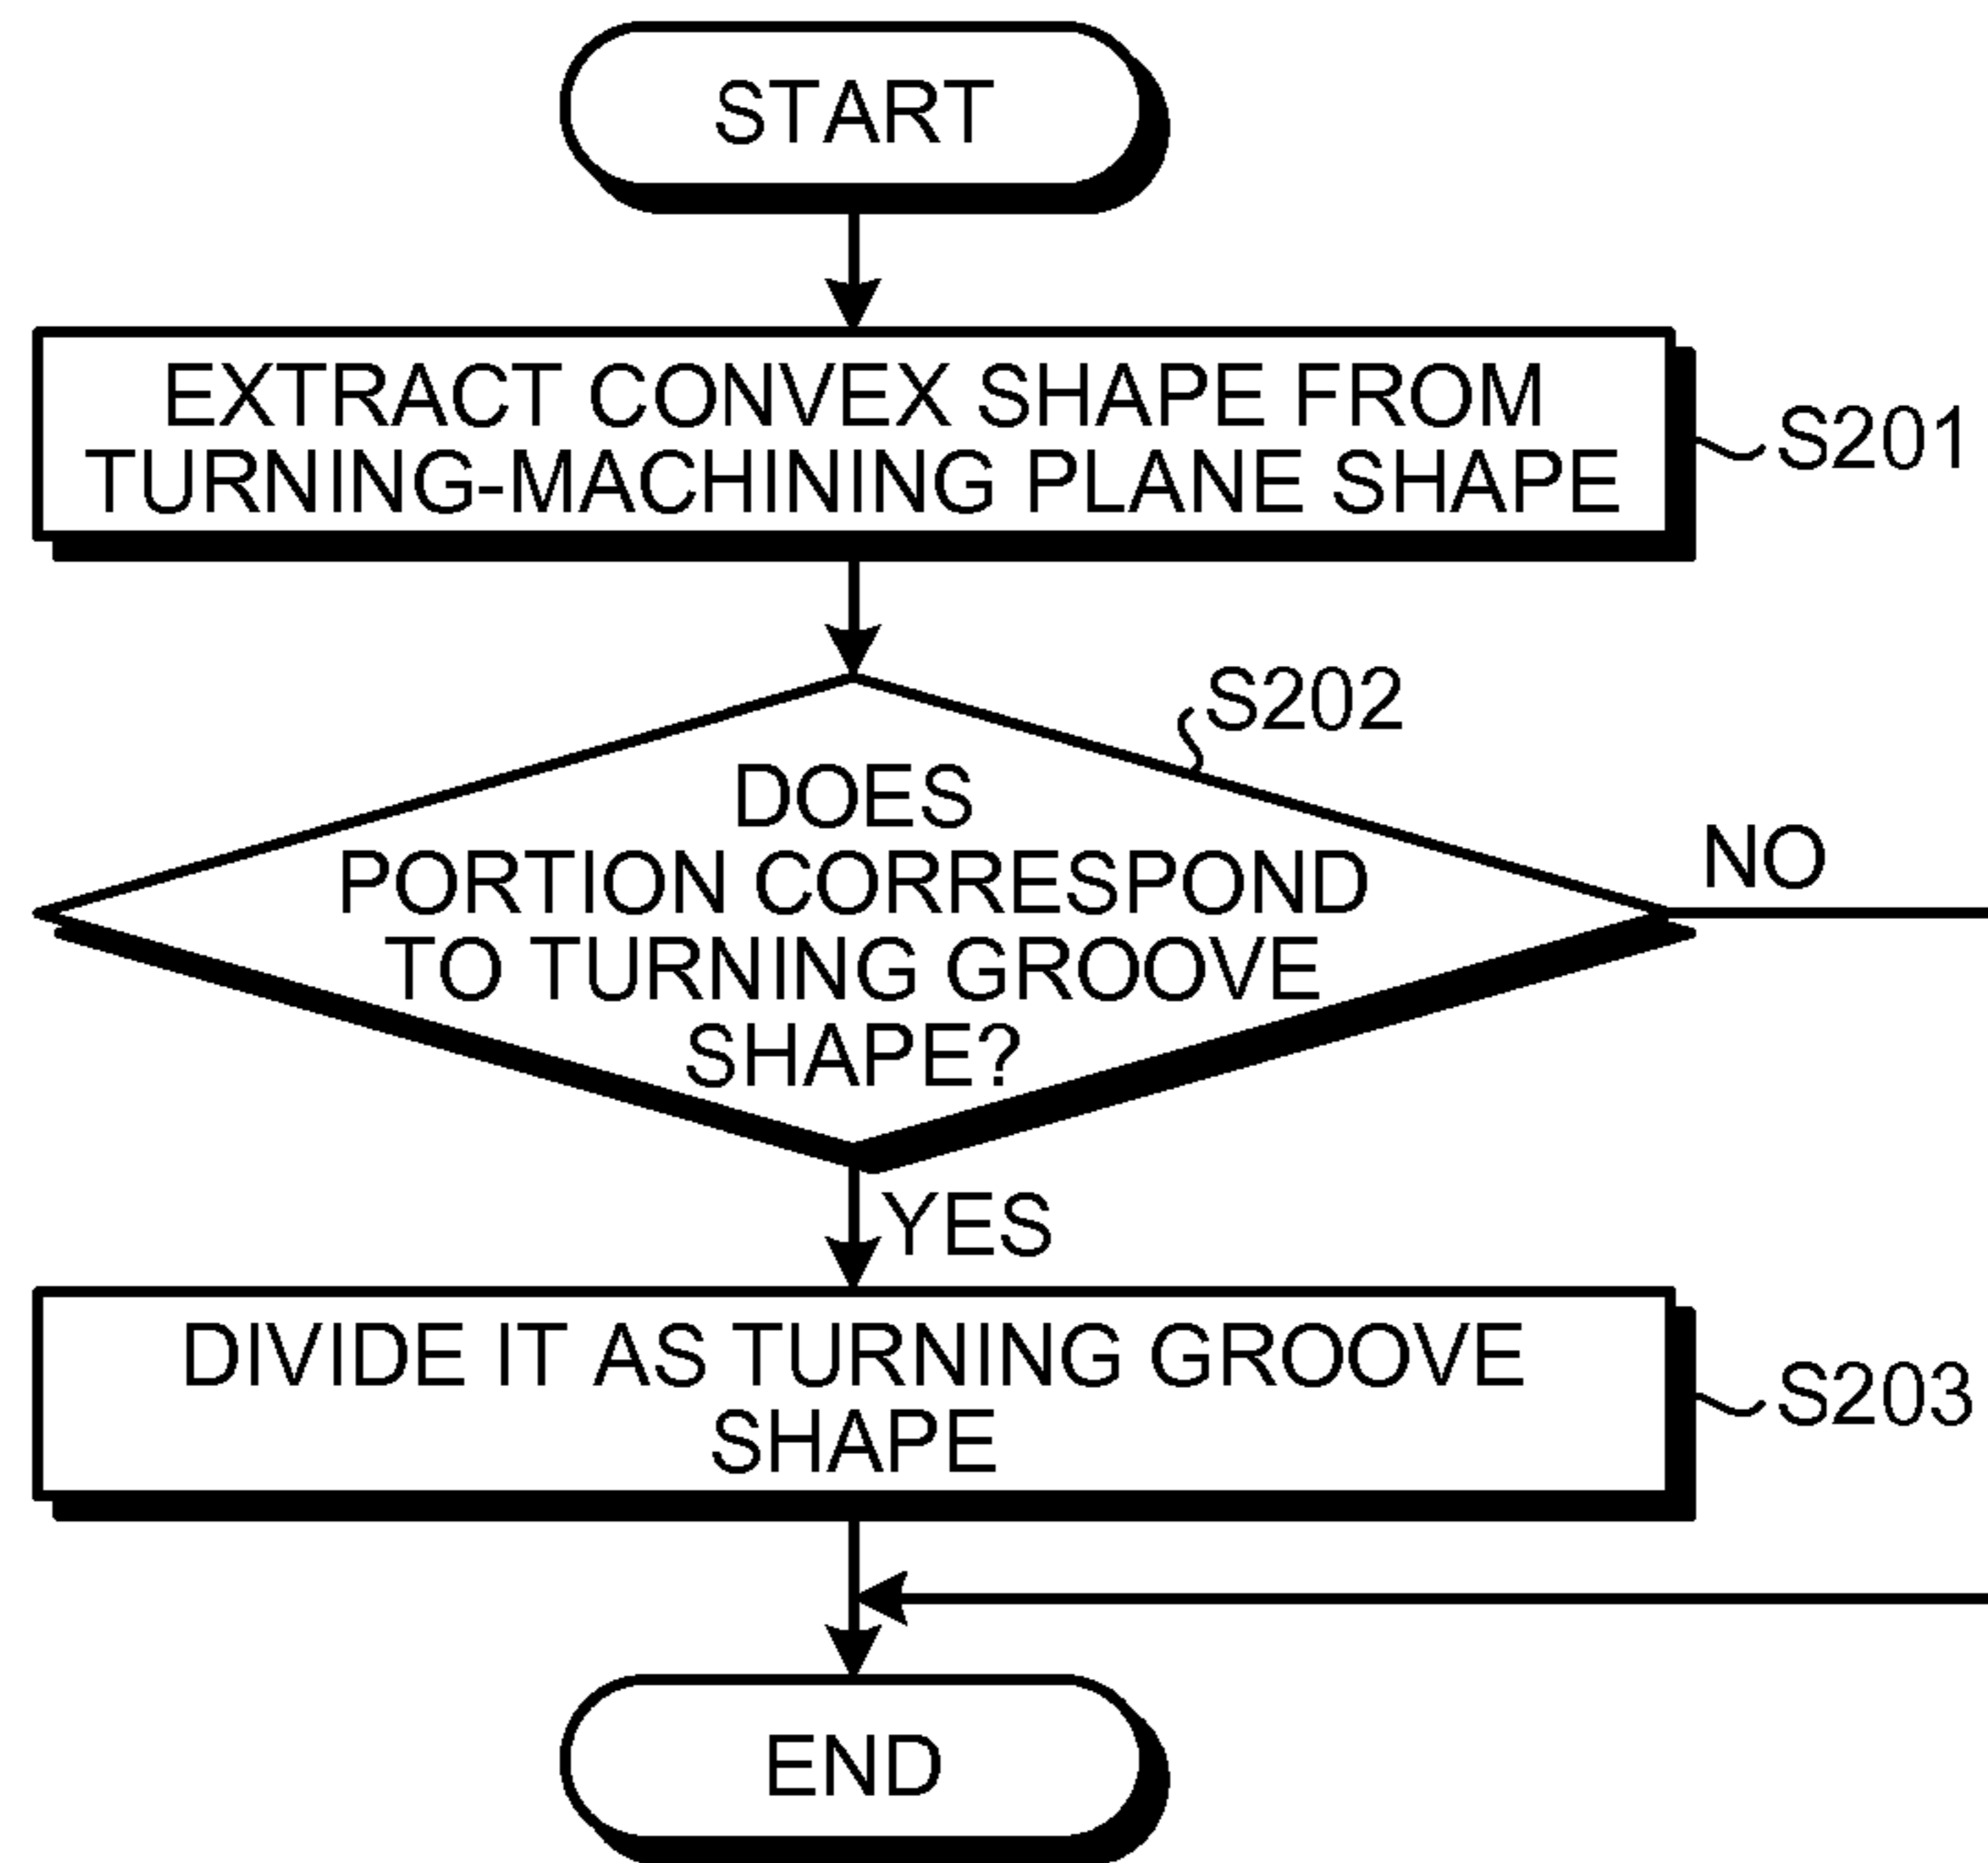 START
EXTRACT CONVEX SHAPE FROM
TURNING-MACHINING PLANE SHAPE
S201
S202
DOES
PORTION CORRESPOND
TO TURNING GROOVE
SHAPE?
NO
YES
DIVIDE IT AS TURNING GROOVE
SHAPE
S203
END